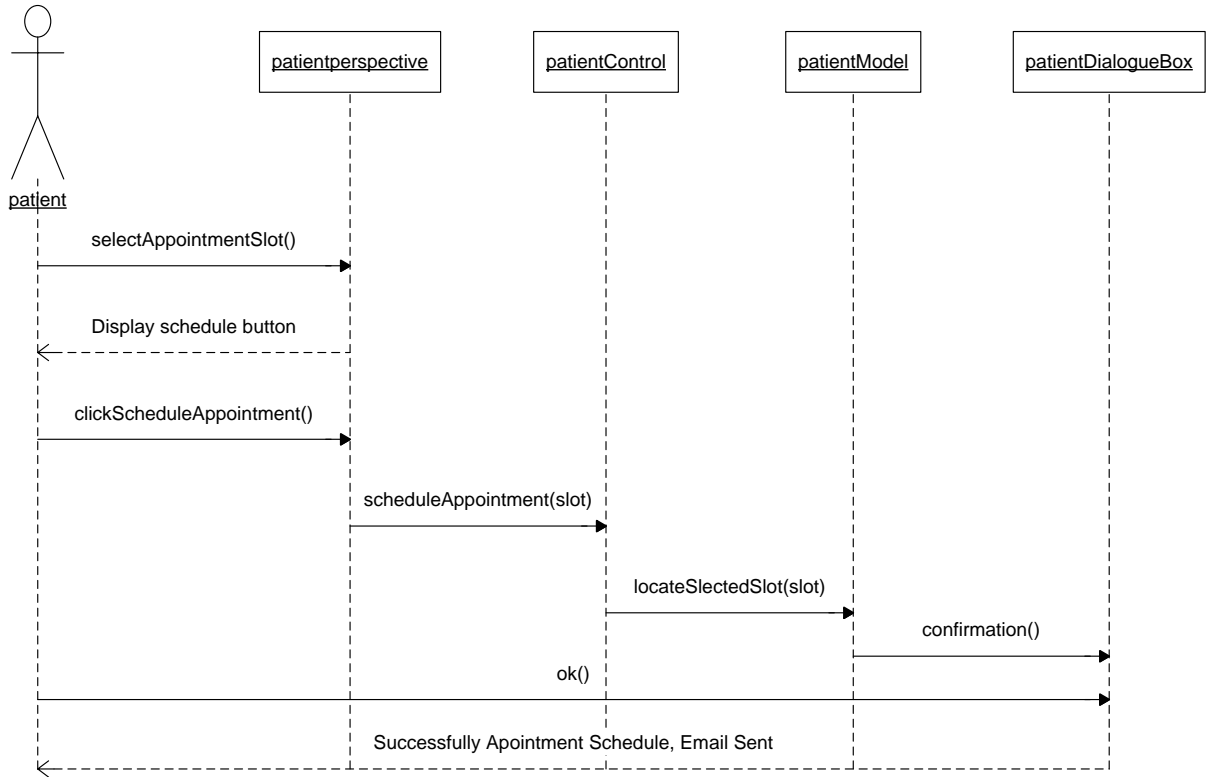 patientperspective
patientControl
patientModel
patientDialogueBox
patient
selectAppointmentSlot()
Display schedule button
clickScheduleAppointment()
scheduleAppointment(slot)
locateSlectedSlot(slot)
confirmation()
ok()
Successfully Apointment Schedule, Email Sent